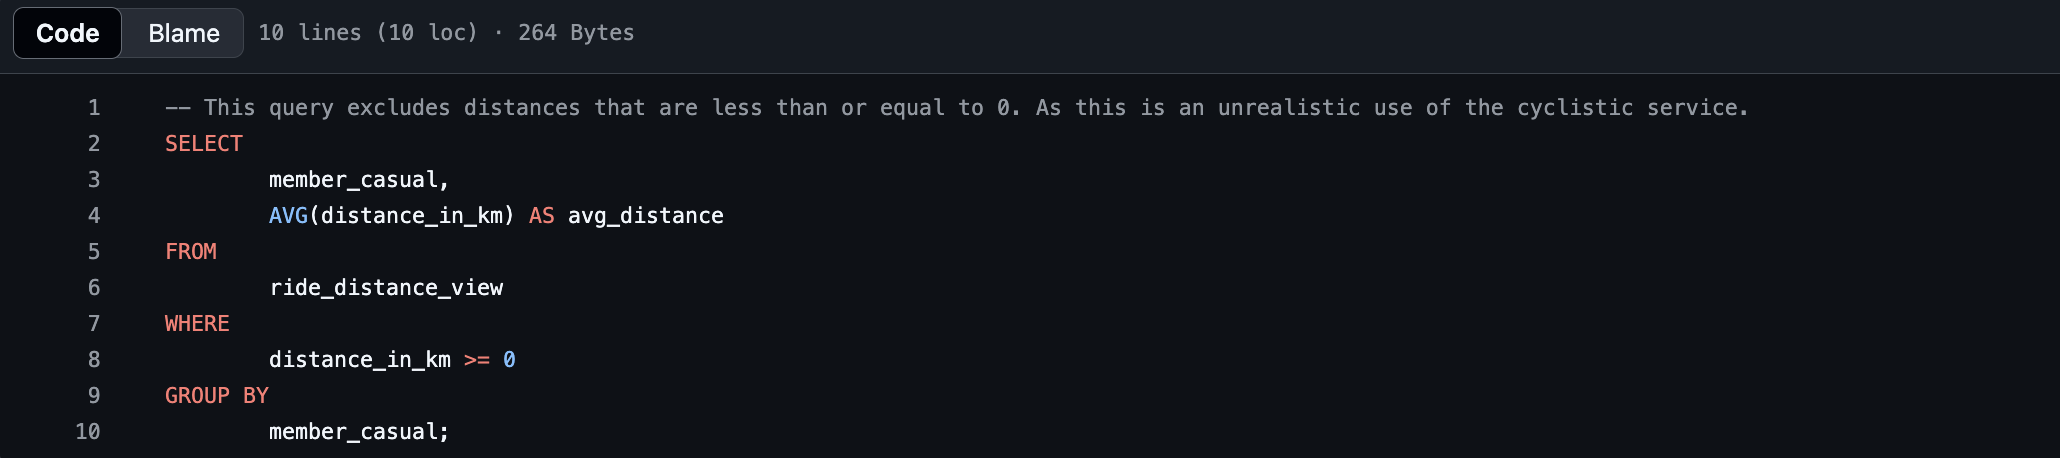 Code Blame 10 lines (10 loc) · 264 Bytes
1 -- This query excludes distances that are less than or equal to 0. As this is an unrealistic use of the cyclistic service.
2 SELECT
3 member_casual,
4 AVG(distance_in_km) AS avg_distance
5 FROM
6 ride_distance_view
7 WHERE
8 distance_in_km >= 0
9 GROUP BY
10 member_casual;